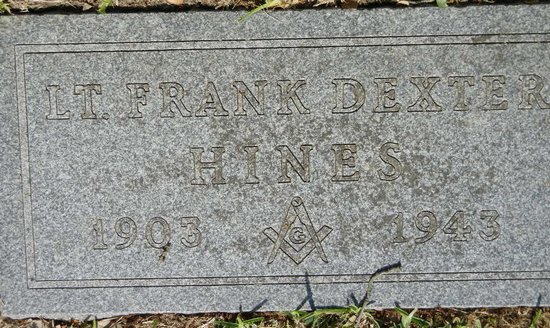 LT. FRANK DEXTER
HINES
1903 G 1943